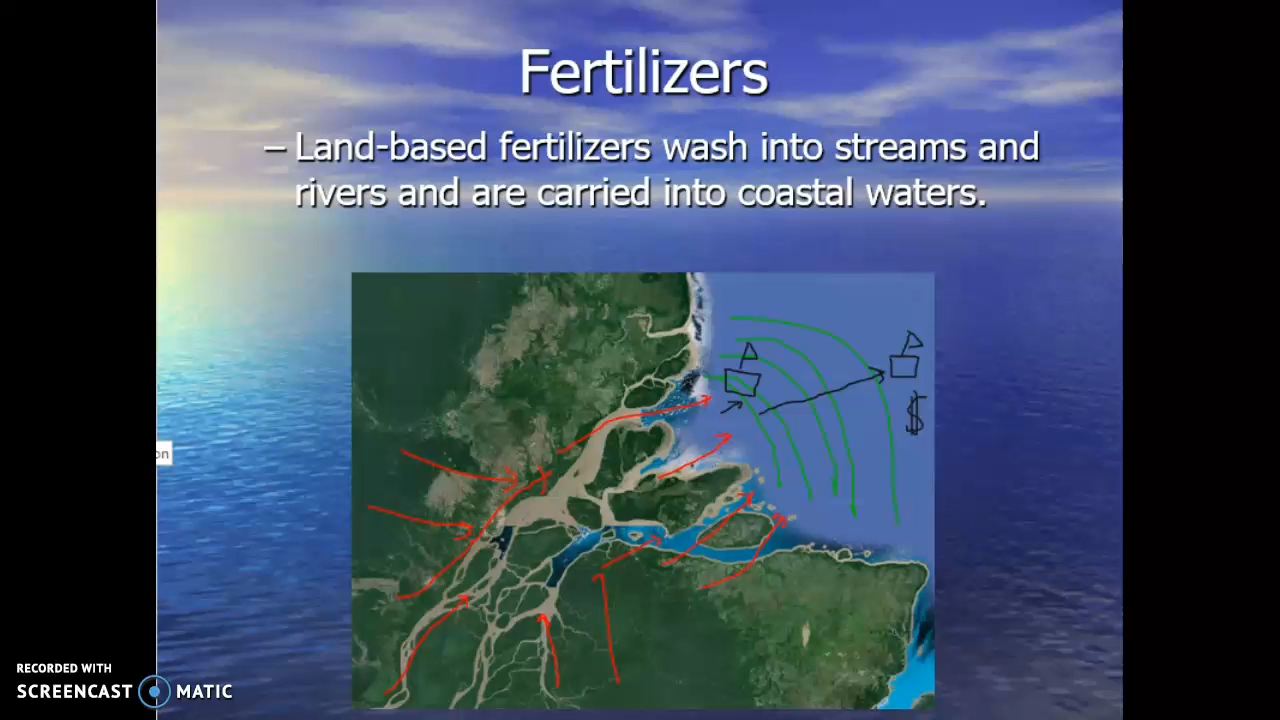 Fertilizers
– Land-based fertilizers wash into streams and
rivers and are carried into coastal waters.
$
on
RECORDED WITH
SCREENCAST MATIC